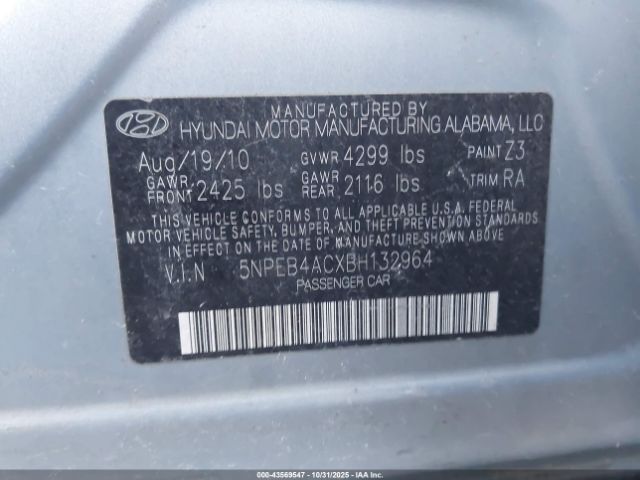 MANUFACTURED BY
HYUNDAI MOTOR MANUFACTURING ALABAMA, LLC
Aug/19/10 GVWR 4299 lbs PAINT Z3
GAWR FRONT 2425 lbs GAWR REAR 2116 lbs TRIM RA
THIS VEHICLE CONFORMS TO ALL APPLICABLE U.S.A. FEDERAL
MOTOR VEHICLE SAFETY, BUMPER, AND THEFT PREVENTION STANDARDS
IN EFFECT ON THE DATE OF MANUFACTURE SHOWN ABOVE.
V.I.N 5NPEB4ACXBH132964
PASSENGER CAR
000-43569547 - 10/31/2025 - COPYRIGHT IAA, LLC.